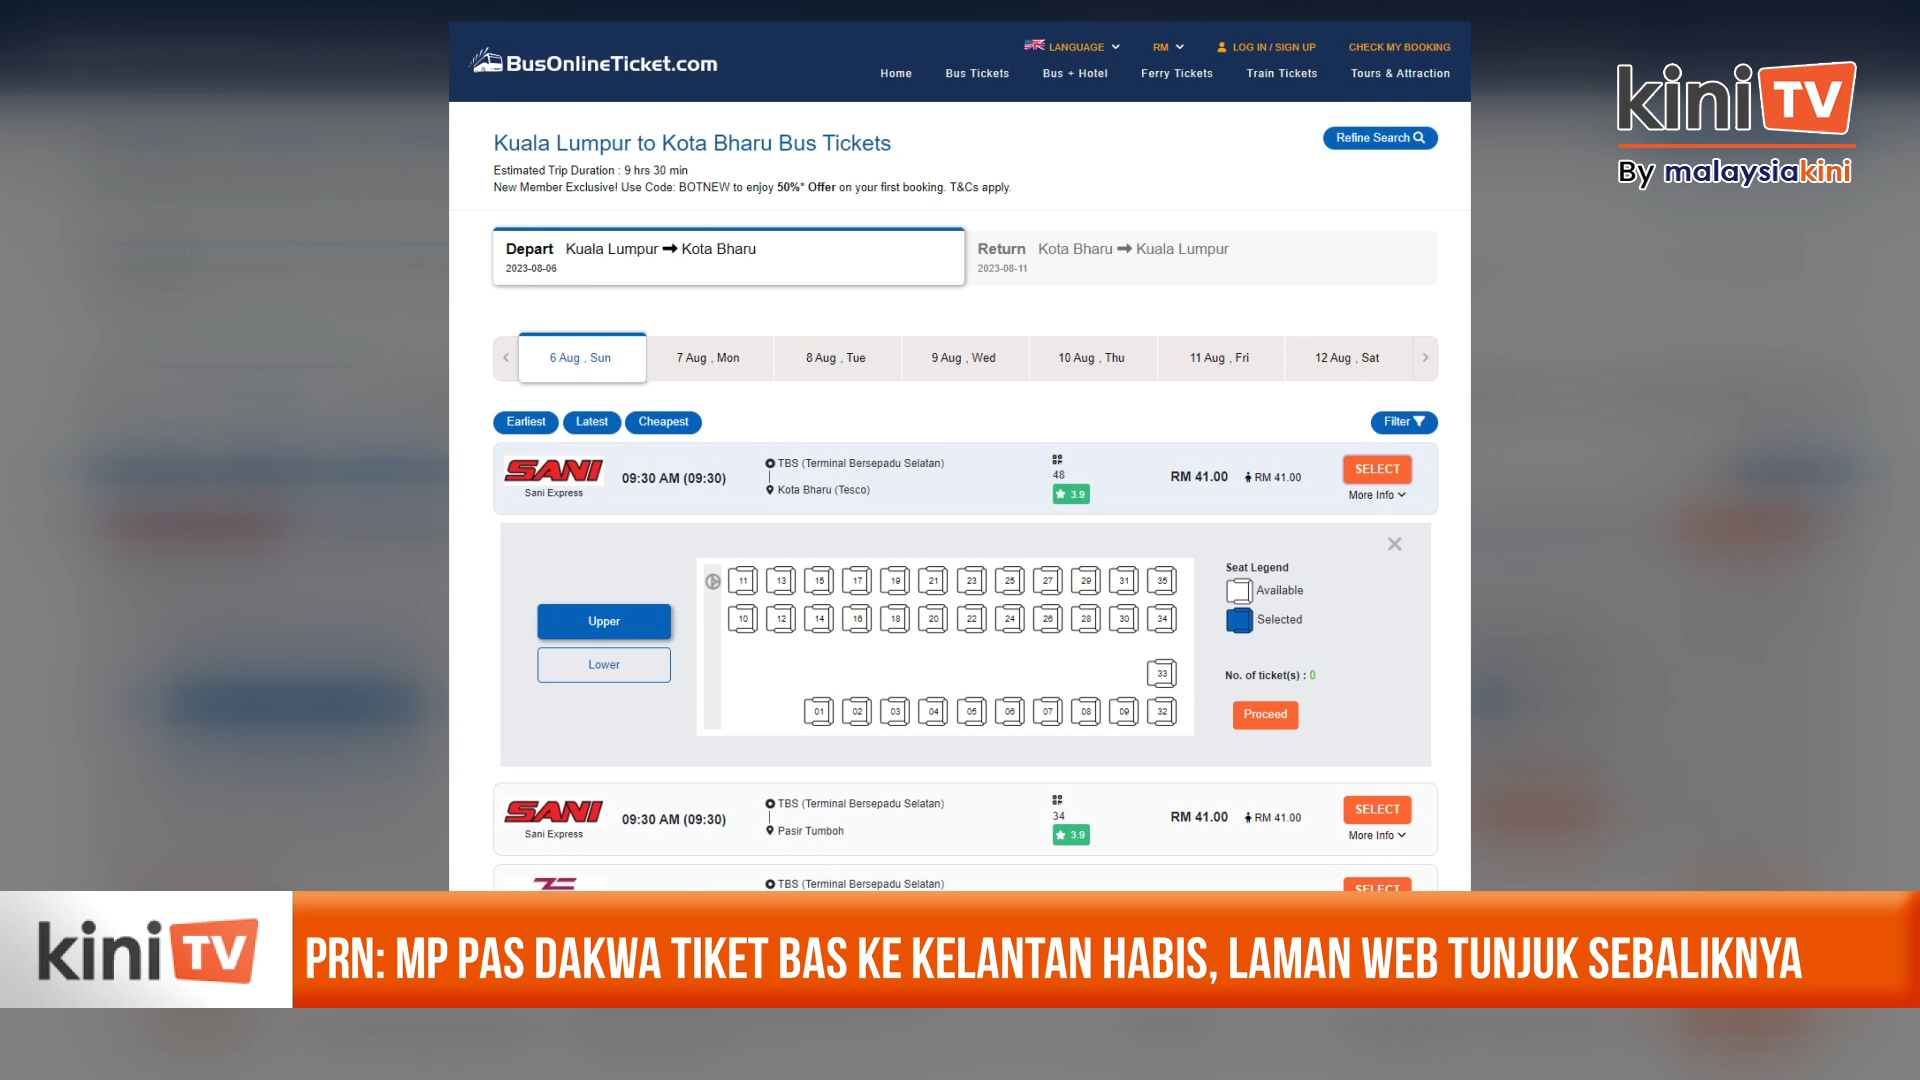 BusOnlineTicket.com
LANGUAGE
RM
LOG IN / SIGN UP
CHECK MY BOOKING
Home
Bus Tickets
Bus + Hotel
Ferry Tickets
Train Tickets
Tours & Attraction
kini TV
By malaysiakini
Kuala Lumpur to Kota Bharu Bus Tickets
Refine Search
Estimated Trip Duration : 9 hrs 30 min
New Member Exclusive! Use Code: BOTNEW to enjoy 50%* Offer on your first booking. T&Cs apply.
Depart Kuala Lumpur ➞ Kota Bharu
2023-08-06
Return Kota Bharu ➞ Kuala Lumpur
2023-08-11
6 Aug , Sun
7 Aug , Mon
8 Aug , Tue
9 Aug , Wed
10 Aug , Thu
11 Aug , Fri
12 Aug , Sat
Earliest
Latest
Cheapest
Filter
SANI
Sani Express
09:30 AM (09:30)
TBS (Terminal Bersepadu Selatan)
Kota Bharu (Tesco)
48
3.9
RM 41.00
RM 41.00
SELECT
More Info
Upper
Lower
11 13 15 17 19 21 23 25 27 29 31 35
10 12 14 16 18 20 22 24 26 28 30 34
33
01 02 03 04 05 06 07 08 09 32
Seat Legend
Available
Selected
No. of ticket(s) : 0
Proceed
SANI
Sani Express
09:30 AM (09:30)
TBS (Terminal Bersepadu Selatan)
Pasir Tumboh
34
3.9
RM 41.00
RM 41.00
SELECT
More Info
TBS (Terminal Bersepadu Selatan)
SELECT
kini TV
PRN: MP PAS DAKWA TIKET BAS KE KELANTAN HABIS, LAMAN WEB TUNJUK SEBALIKNYA